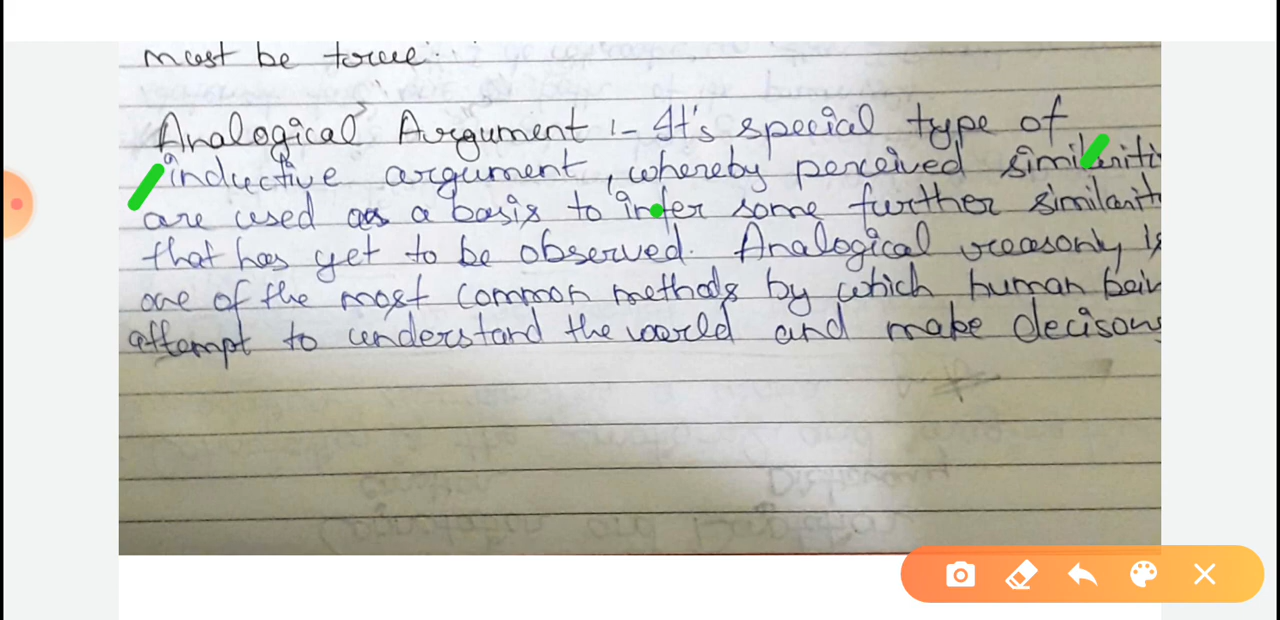 must be true.
Analogical Argument :- It's special type of
inductive argument, whereby perceived similariti
are used as a basis to infer some further similarit
that has yet to be observed. Analogical reasonly is
one of the most common methods by which human bein
attempt to understand the world and make decisons